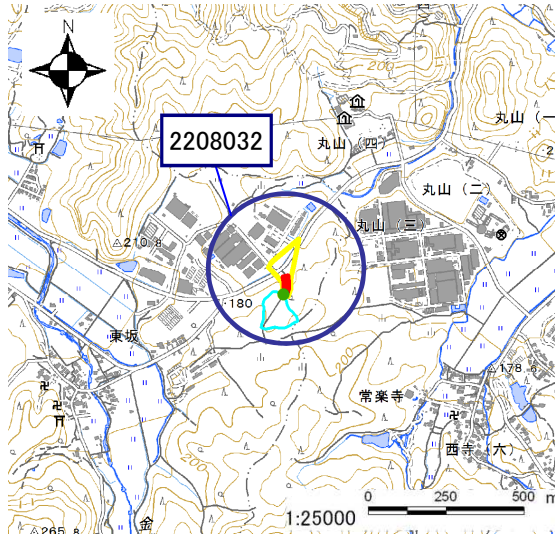 N
200
丸山（四）
丸山（一
2208032
丸山（二）
丸山（三）
210.8
180
東坂
200
178.6
常楽寺
西寺（六）
金
265.8
0 250 500 m
1:25000